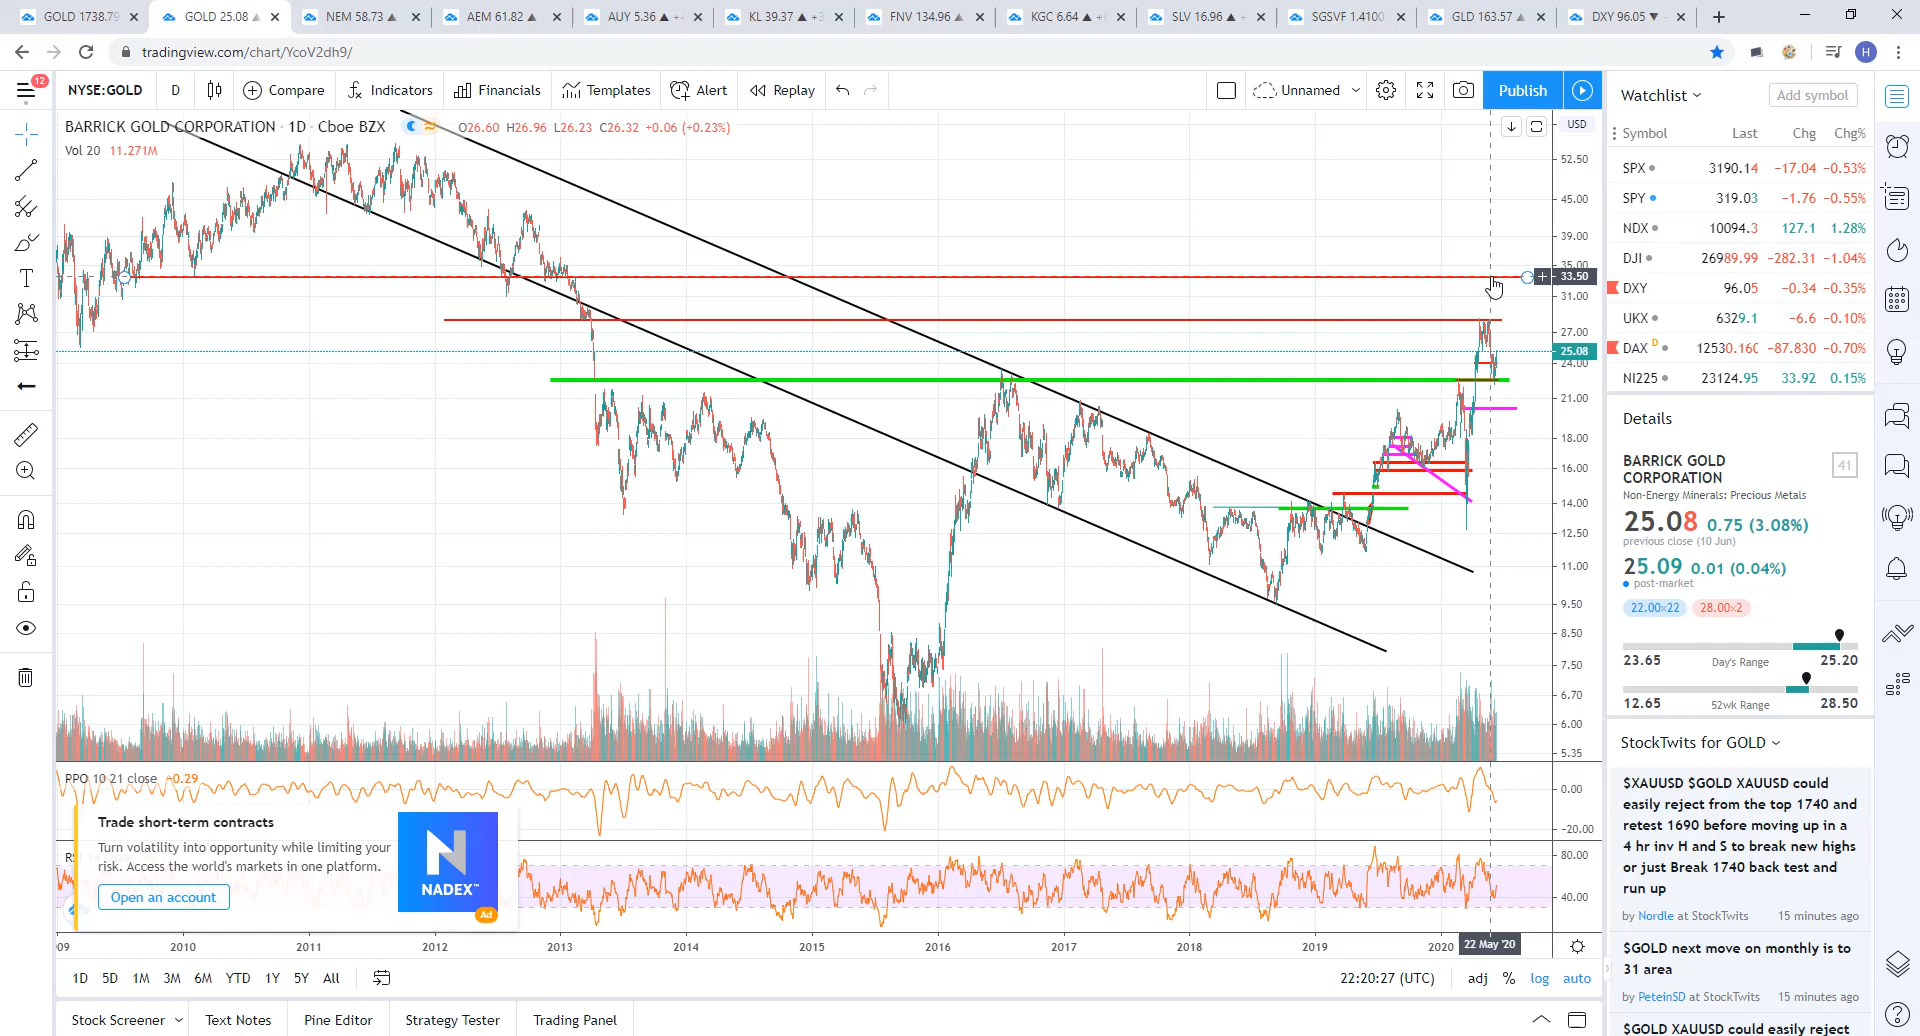 GOLD 1738.79
GOLD 25.08
NEM 58.73
AEM 61.82
AUY 5.36
KL 39.37
FNV 134.96
KGC 6.64
SLV 16.96
SGSVF 1.4100
GLD 163.57
DXY 96.05
tradingview.com/chart/YcoV2dh9/
H
12
NYSE:GOLD
D
Compare
Indicators
Financials
Templates
Alert
Replay
Unnamed
Publish
BARRICK GOLD CORPORATION · 1D · Cboe BZX
O26.60 H26.96 L26.23 C26.32 +0.06 (+0.23%)
Vol 20 11.271M
USD
52.50
45.00
39.00
35.00
33.50
31.00
27.00
25.08
24.00
21.00
18.00
16.00
14.00
12.50
11.00
9.50
8.50
7.50
6.70
6.00
5.35
PPO 10 21 close −0.29
0.00
−20.00
80.00
40.00
Trade short-term contracts
Turn volatility into opportunity while limiting your
risk. Access the world's markets in one platform.
Open an account
N
NADEX™
Ad
09 2010 2011 2012 2013 2014 2015 2016 2017 2018 2019 2020 22 May '20
1D 5D 1M 3M 6M YTD 1Y 5Y All
22:20:27 (UTC) adj % log auto
Stock Screener Text Notes Pine Editor Strategy Tester Trading Panel
Watchlist
Add symbol
Symbol Last Chg Chg%
SPX 3190.14 −17.04 −0.53%
SPY 319.03 −1.76 −0.55%
NDX 10094.3 127.1 1.28%
DJI 26989.99 −282.31 −1.04%
DXY 96.05 −0.34 −0.35%
UKX 6329.1 −6.6 −0.10%
DAX D 12530.160 −87.830 −0.70%
NI225 23124.95 33.92 0.15%
Details
BARRICK GOLD
CORPORATION
41
Non-Energy Minerals: Precious Metals
25.08 0.75 (3.08%)
previous close (10 Jun)
25.09 0.01 (0.04%)
post-market
22.00×22 28.00×2
23.65 Day's Range 25.20
12.65 52wk Range 28.50
StockTwits for GOLD
$XAUUSD $GOLD XAUUSD could
easily reject from the top 1740 and
retest 1690 before moving up in a
4 hr inv H and S to break new highs
or just Break 1740 back test and
run up
by Nordle at StockTwits 15 minutes ago
$GOLD next move on monthly is to
31 area
by PeteinSD at StockTwits 15 minutes ago
$GOLD XAUUSD could easily reject